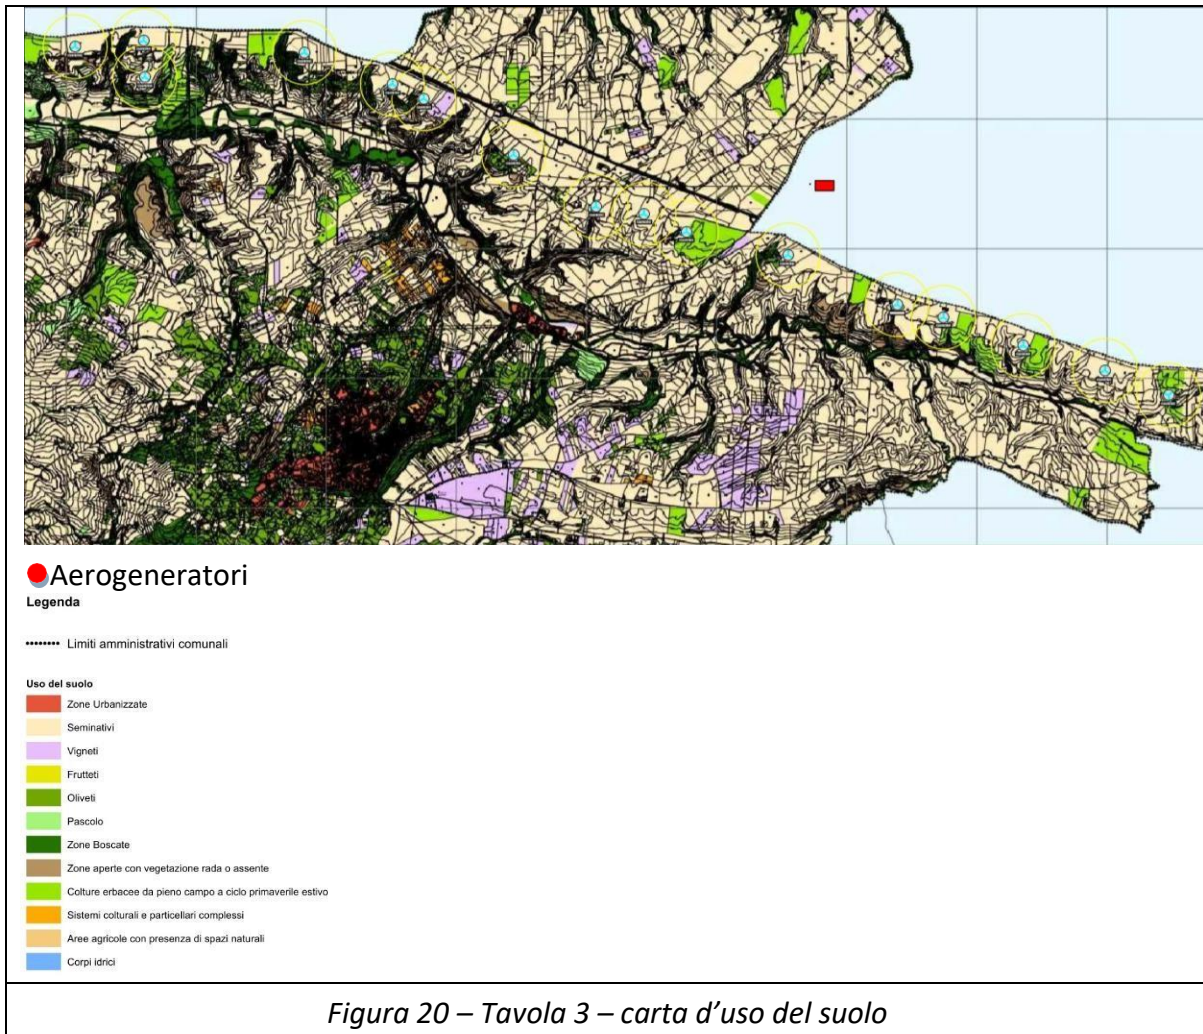 Aerogeneratori
Legenda
Limiti amministrativi comunali
Uso del suolo
Zone Urbanizzate
Seminativi
Vigneti
Frutteti
Oliveti
Pascolo
Zone Boscate
Zone aperte con vegetazione rada o assente
Colture erbacee da pieno campo a ciclo primaverile estivo
Sistemi colturali e particellari complessi
Aree agricole con presenza di spazi naturali
Corpi idrici
Figura 20 – Tavola 3 – carta d’uso del suolo